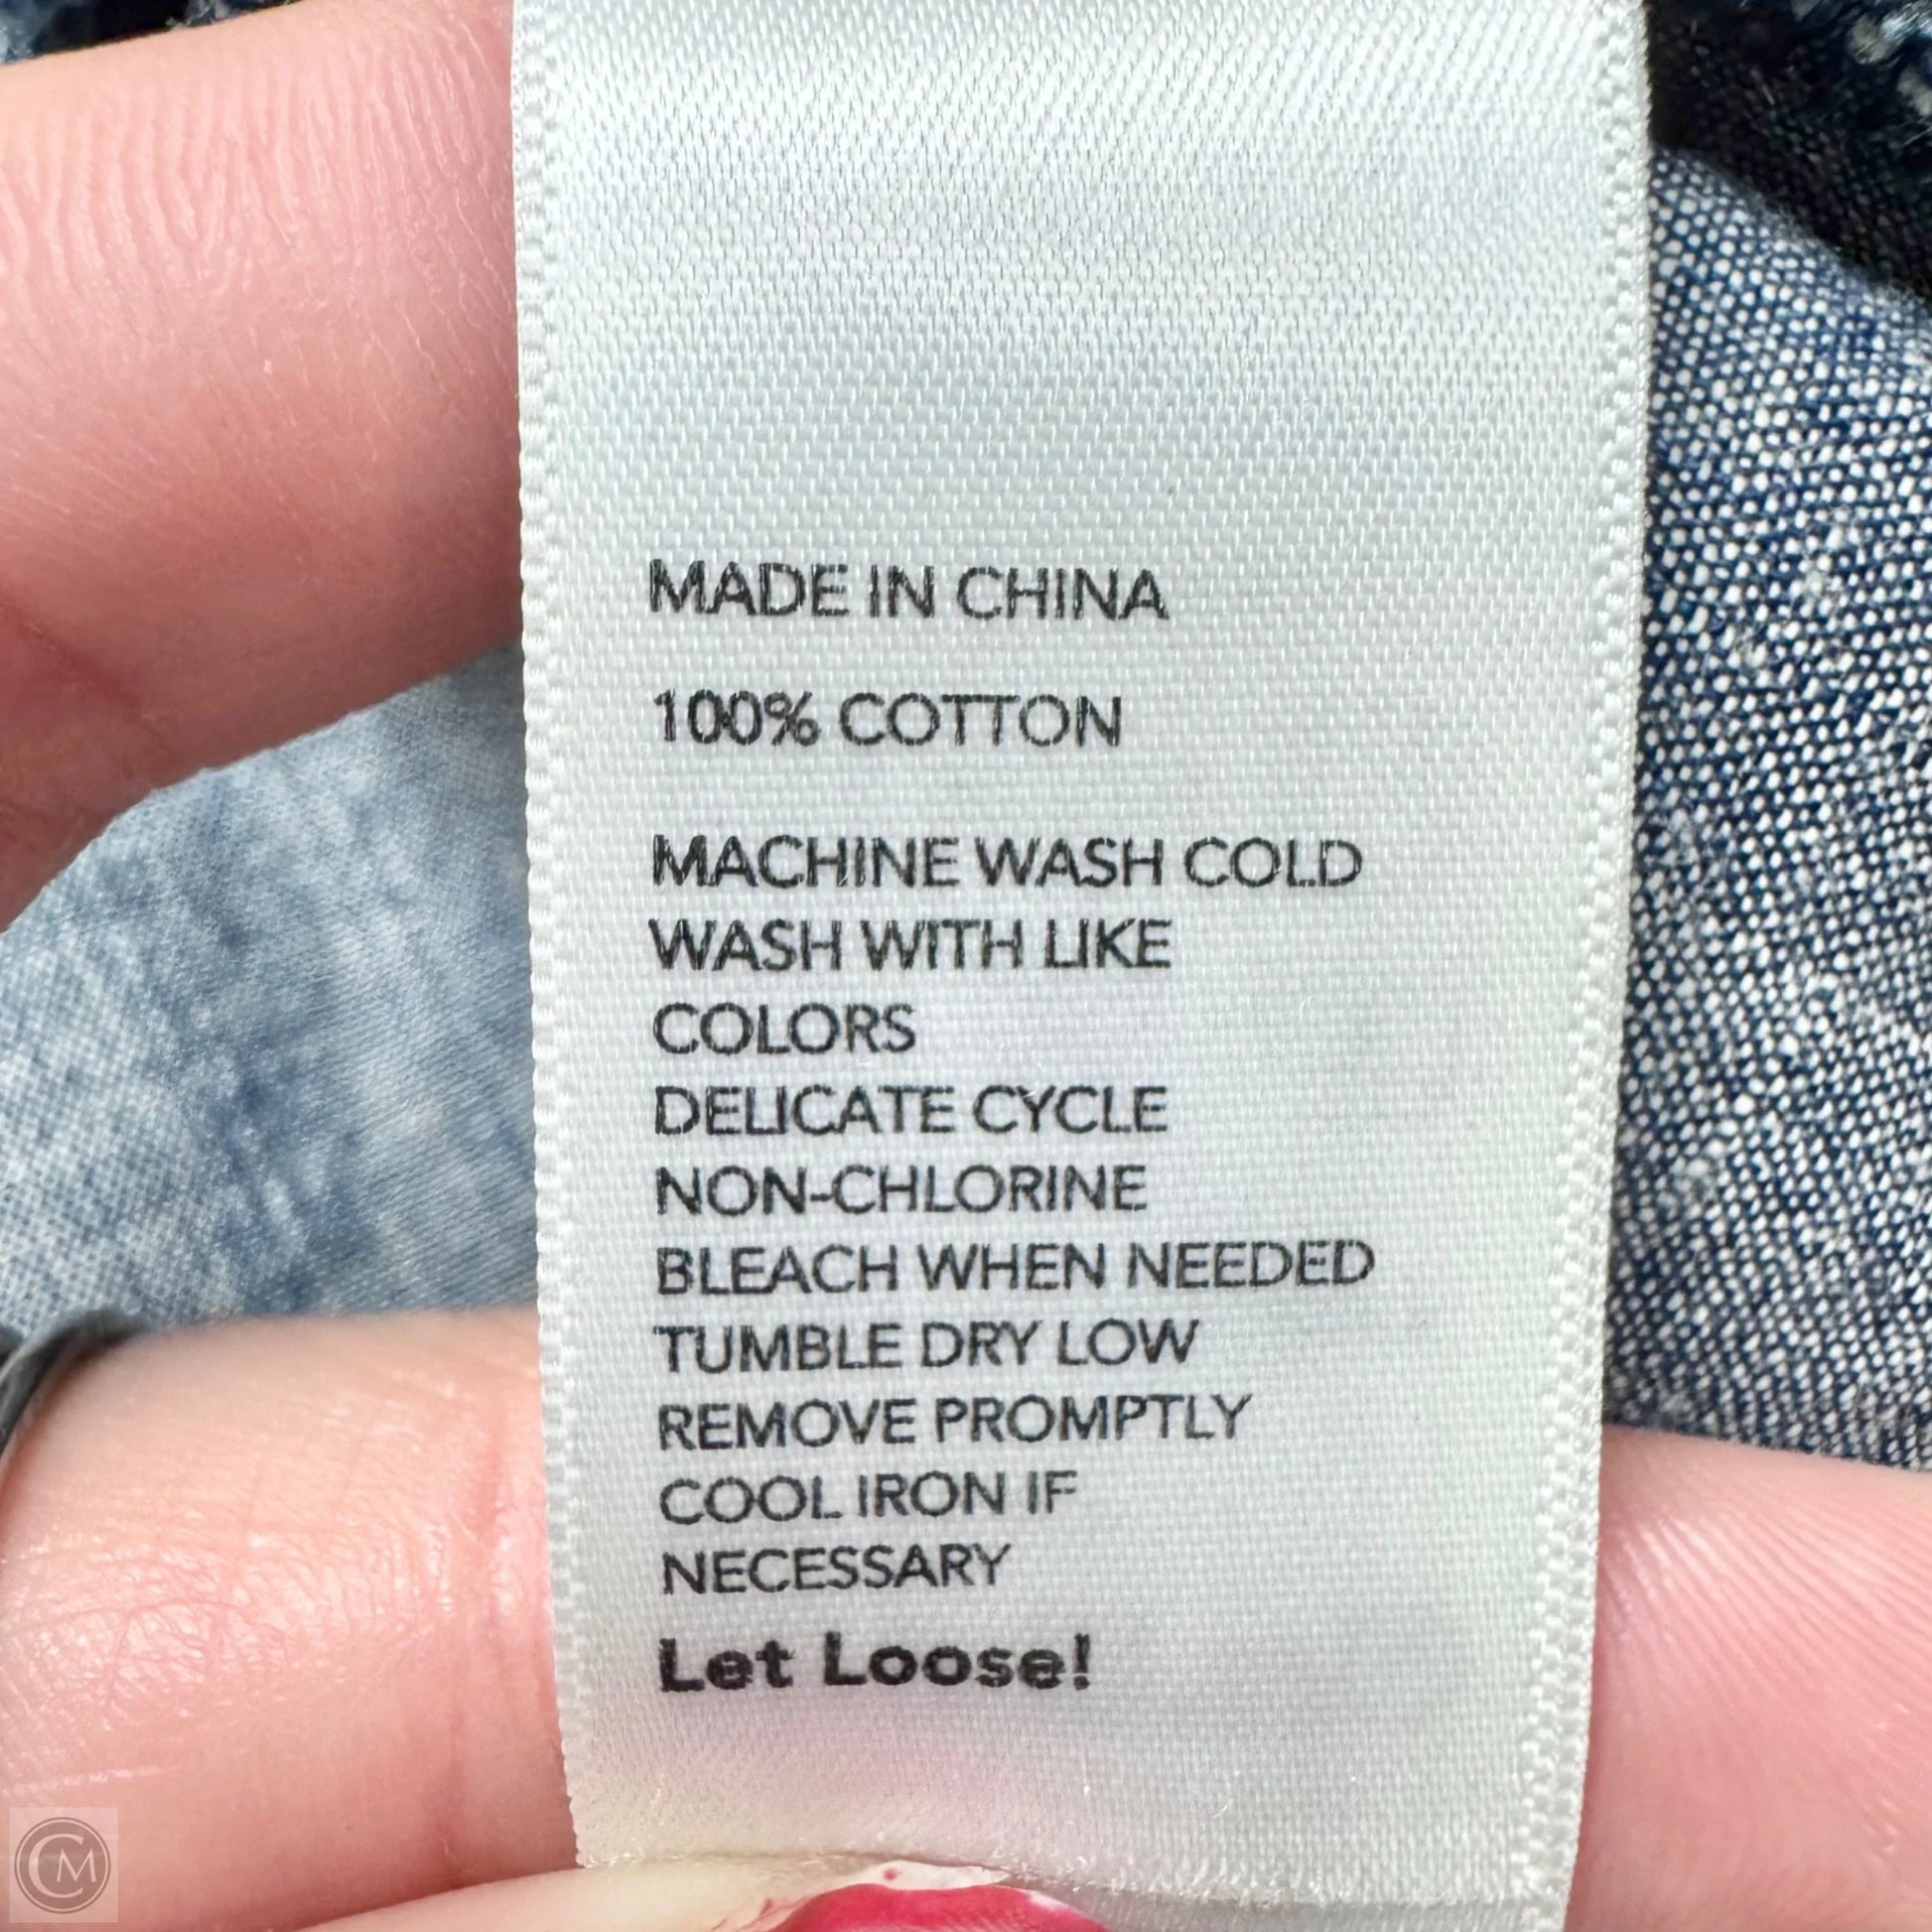 MADE IN CHINA
100% COTTON
MACHINE WASH COLD
WASH WITH LIKE
COLORS
DELICATE CYCLE
NON-CHLORINE
BLEACH WHEN NEEDED
TUMBLE DRY LOW
REMOVE PROMPTLY
COOL IRON IF
NECESSARY
Let Loose!
CM